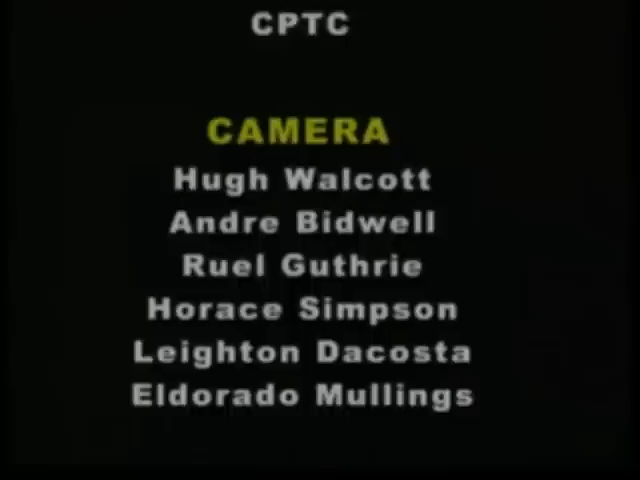 CPTC
CAMERA
Hugh Walcott
Andre Bidwell
Ruel Guthrie
Horace Simpson
Leighton Dacosta
Eldorado Mullings